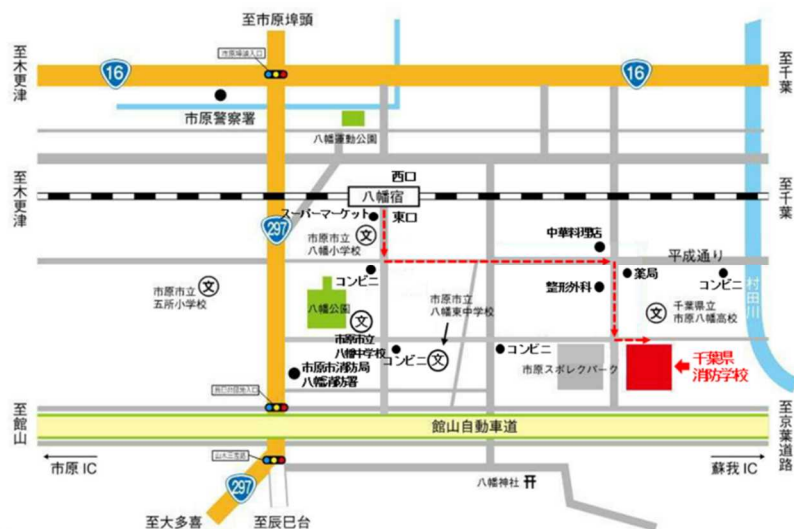 至市原埠頭
市原埠頭入口
至木更津
16
16
至千葉
市原警察署
八幡運動公園
西口
至木更津
八幡宿
至千葉
スーパーマーケット
東口
297
市原市立
八幡小学校
中華料理店
平成通り
市原市立
五所小学校
コンビニ
薬局
コンビニ
村田川
八幡公園
市原市立
八幡東中学校
整形外科
千葉県立
市原八幡高校
市原市立
八幡中学校
コンビニ
コンビニ
市原市消防局
八幡消防署
市原スポレクパーク
千葉県
消防学校
至館山
館山自動車道
至京葉道路
市原IC
蘇我IC
297
八幡神社
至大多喜
至辰巳台